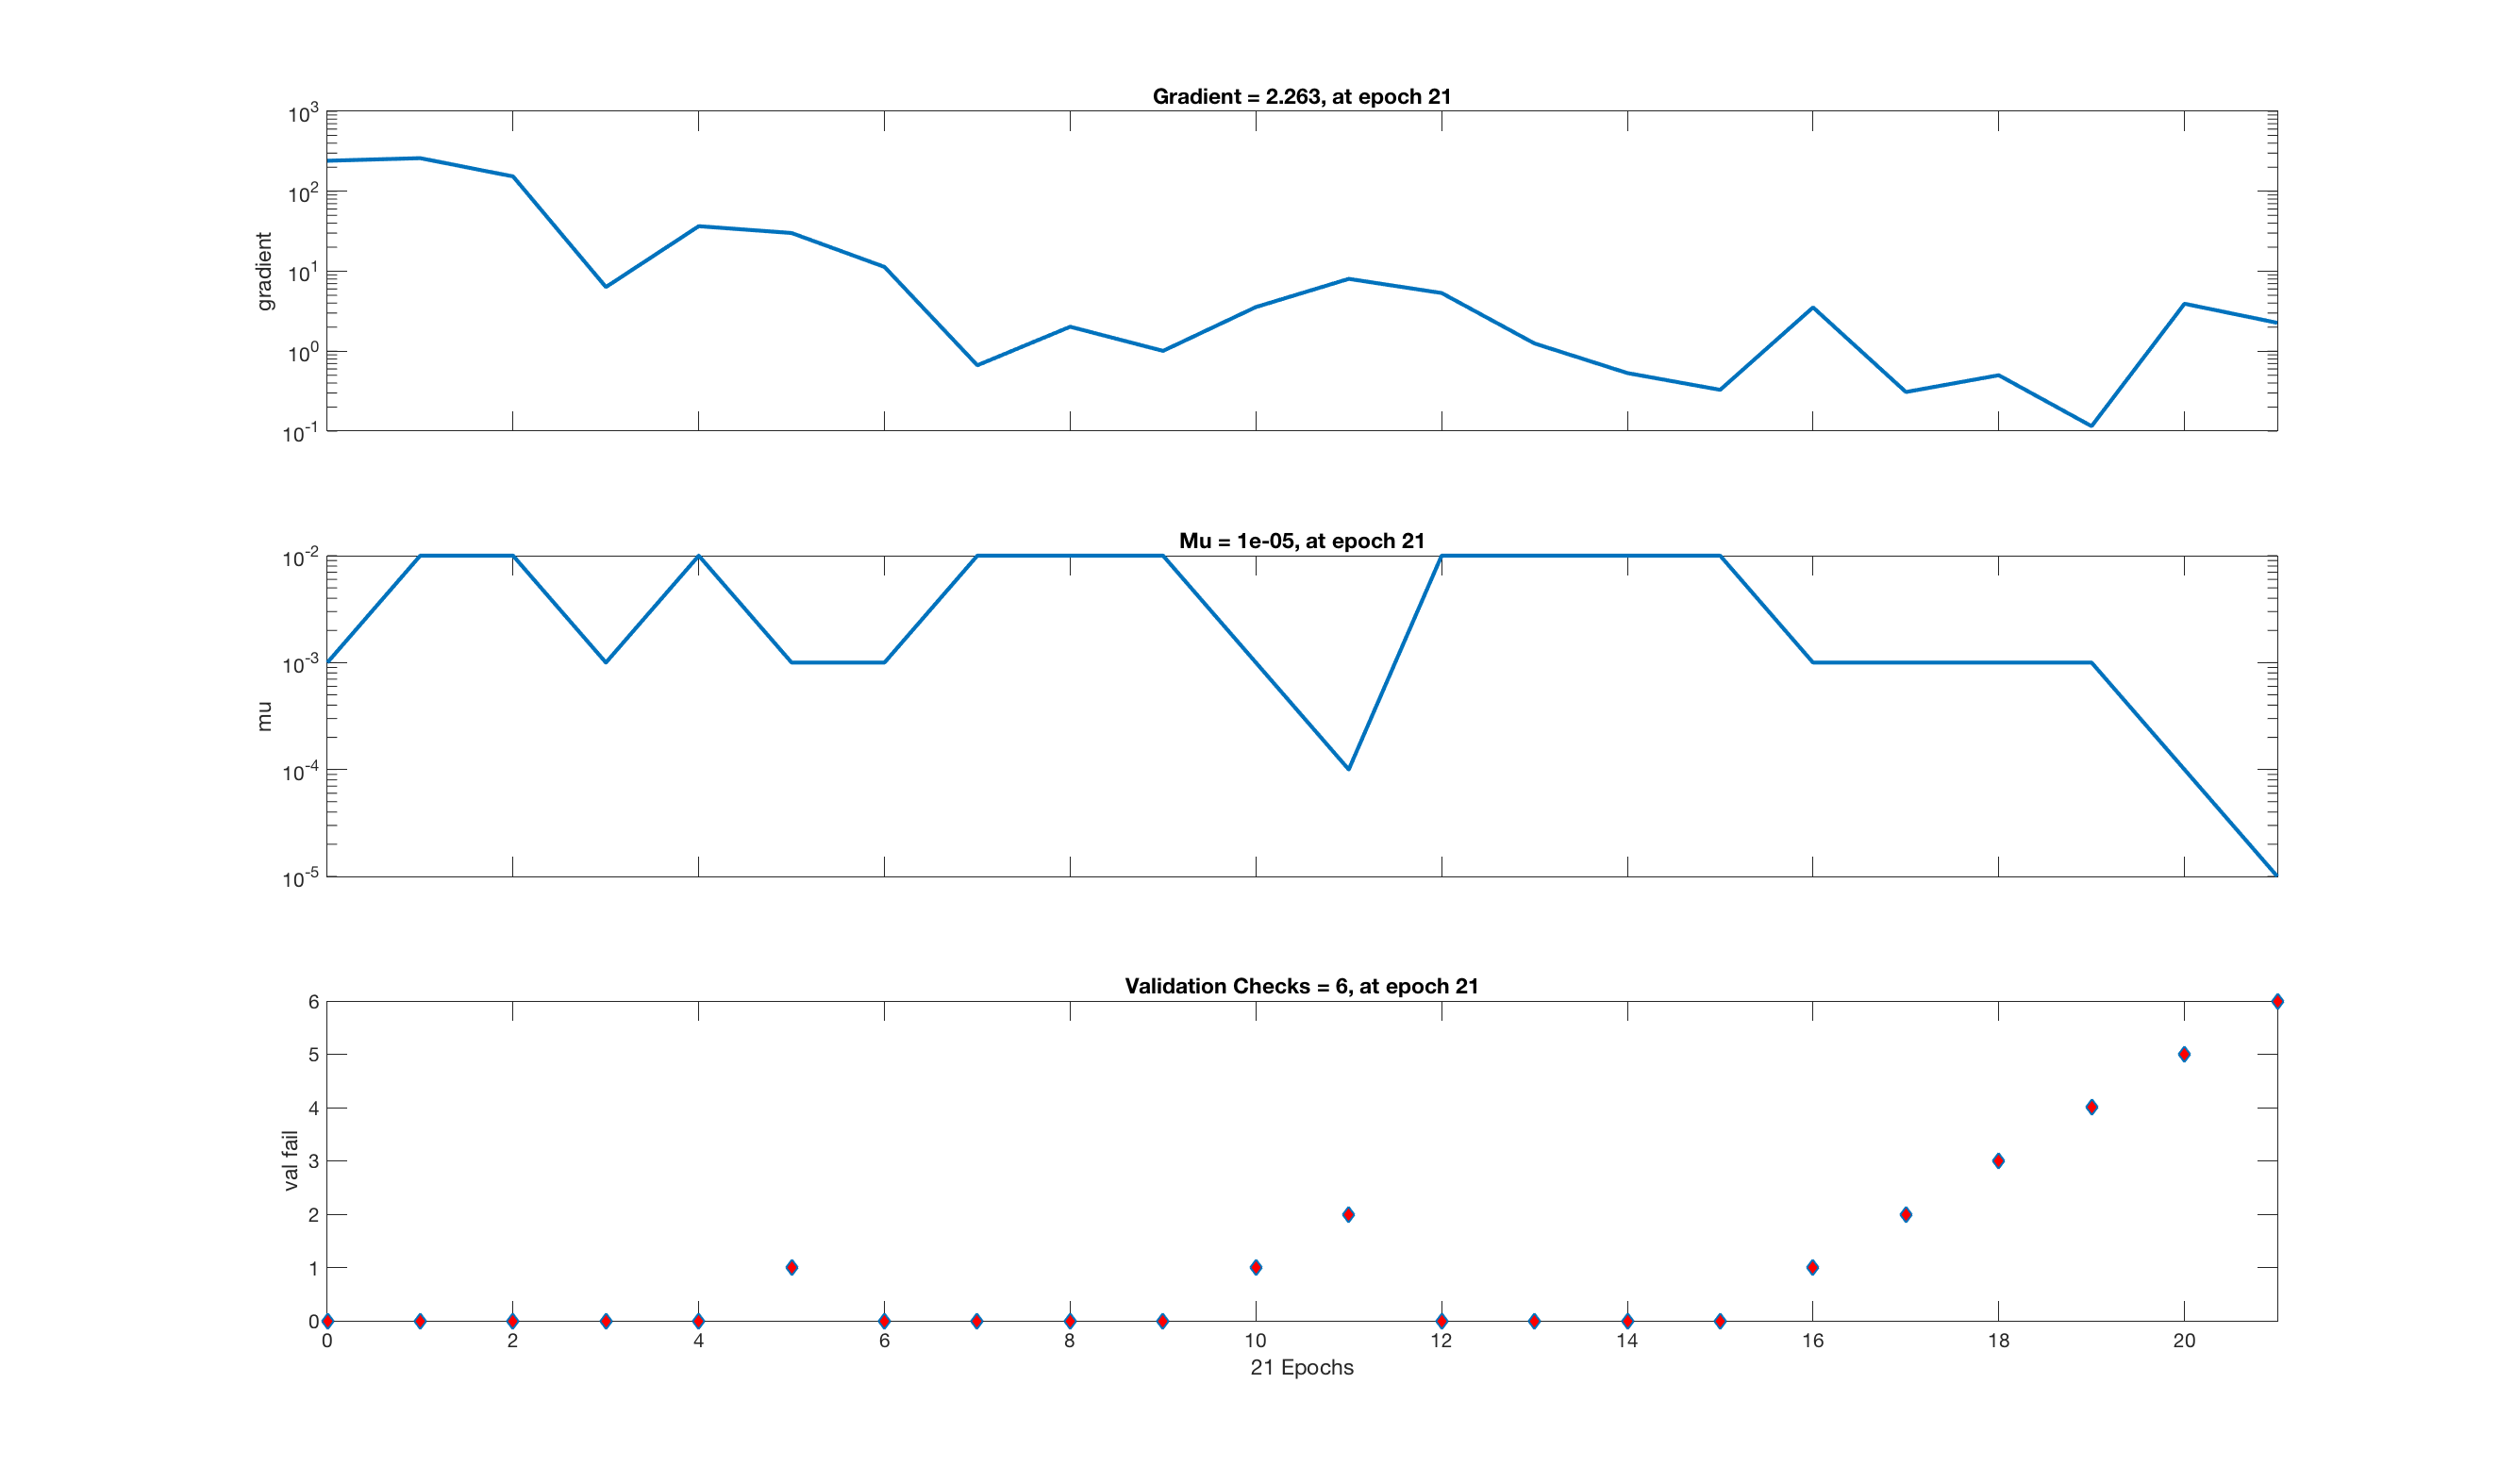 Gradient = 2.263, at epoch 21
10^3
10^2
10^1
10^0
10^-1
gradient
Mu = 1e-05, at epoch 21
10^-2
10^-3
10^-4
10^-5
mu
Validation Checks = 6, at epoch 21
6
5
4
3
2
1
0
val fail
0 2 4 6 8 10 12 14 16 18 20
21 Epochs